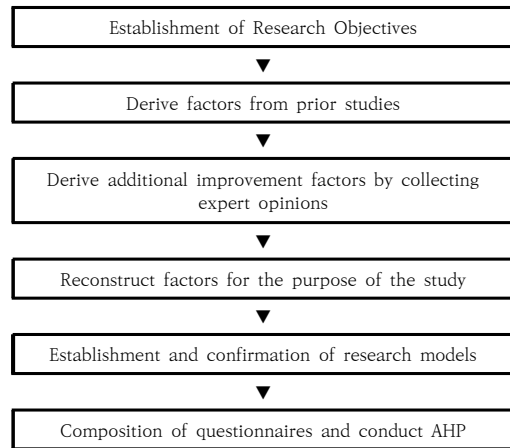 Establishment of Research Objectives
▼
Derive factors from prior studies
▼
Derive additional improvement factors by collecting
expert opinions
▼
Reconstruct factors for the purpose of the study
▼
Establishment and confirmation of research models
▼
Composition of questionnaires and conduct AHP